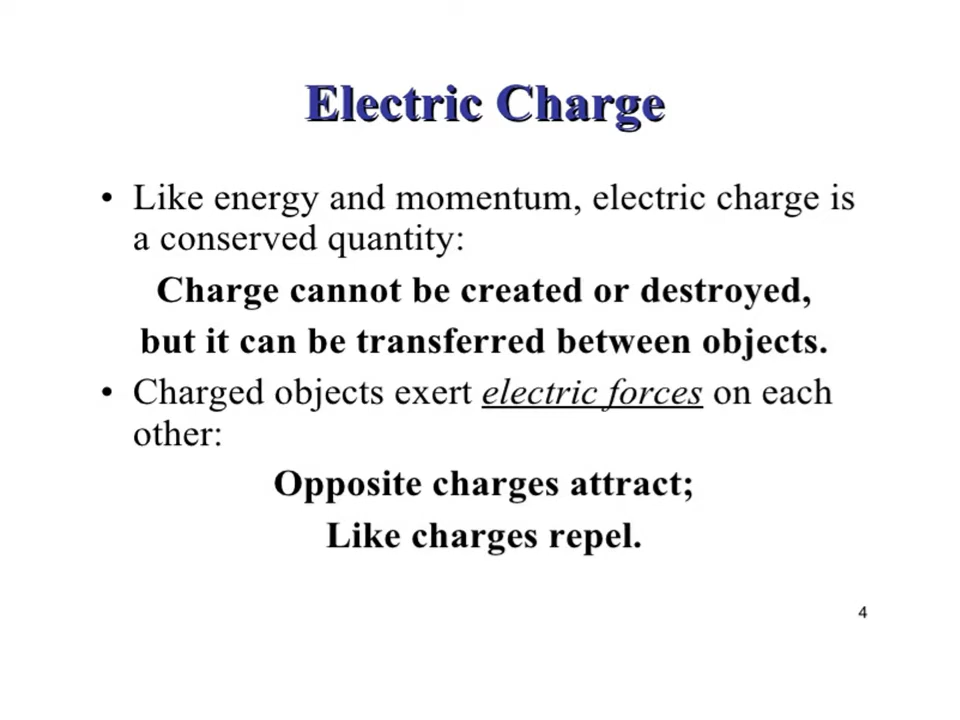 Electric Charge
• Like energy and momentum, electric charge is
a conserved quantity:
Charge cannot be created or destroyed,
but it can be transferred between objects.
• Charged objects exert electric forces on each
other:
Opposite charges attract;
Like charges repel.
4